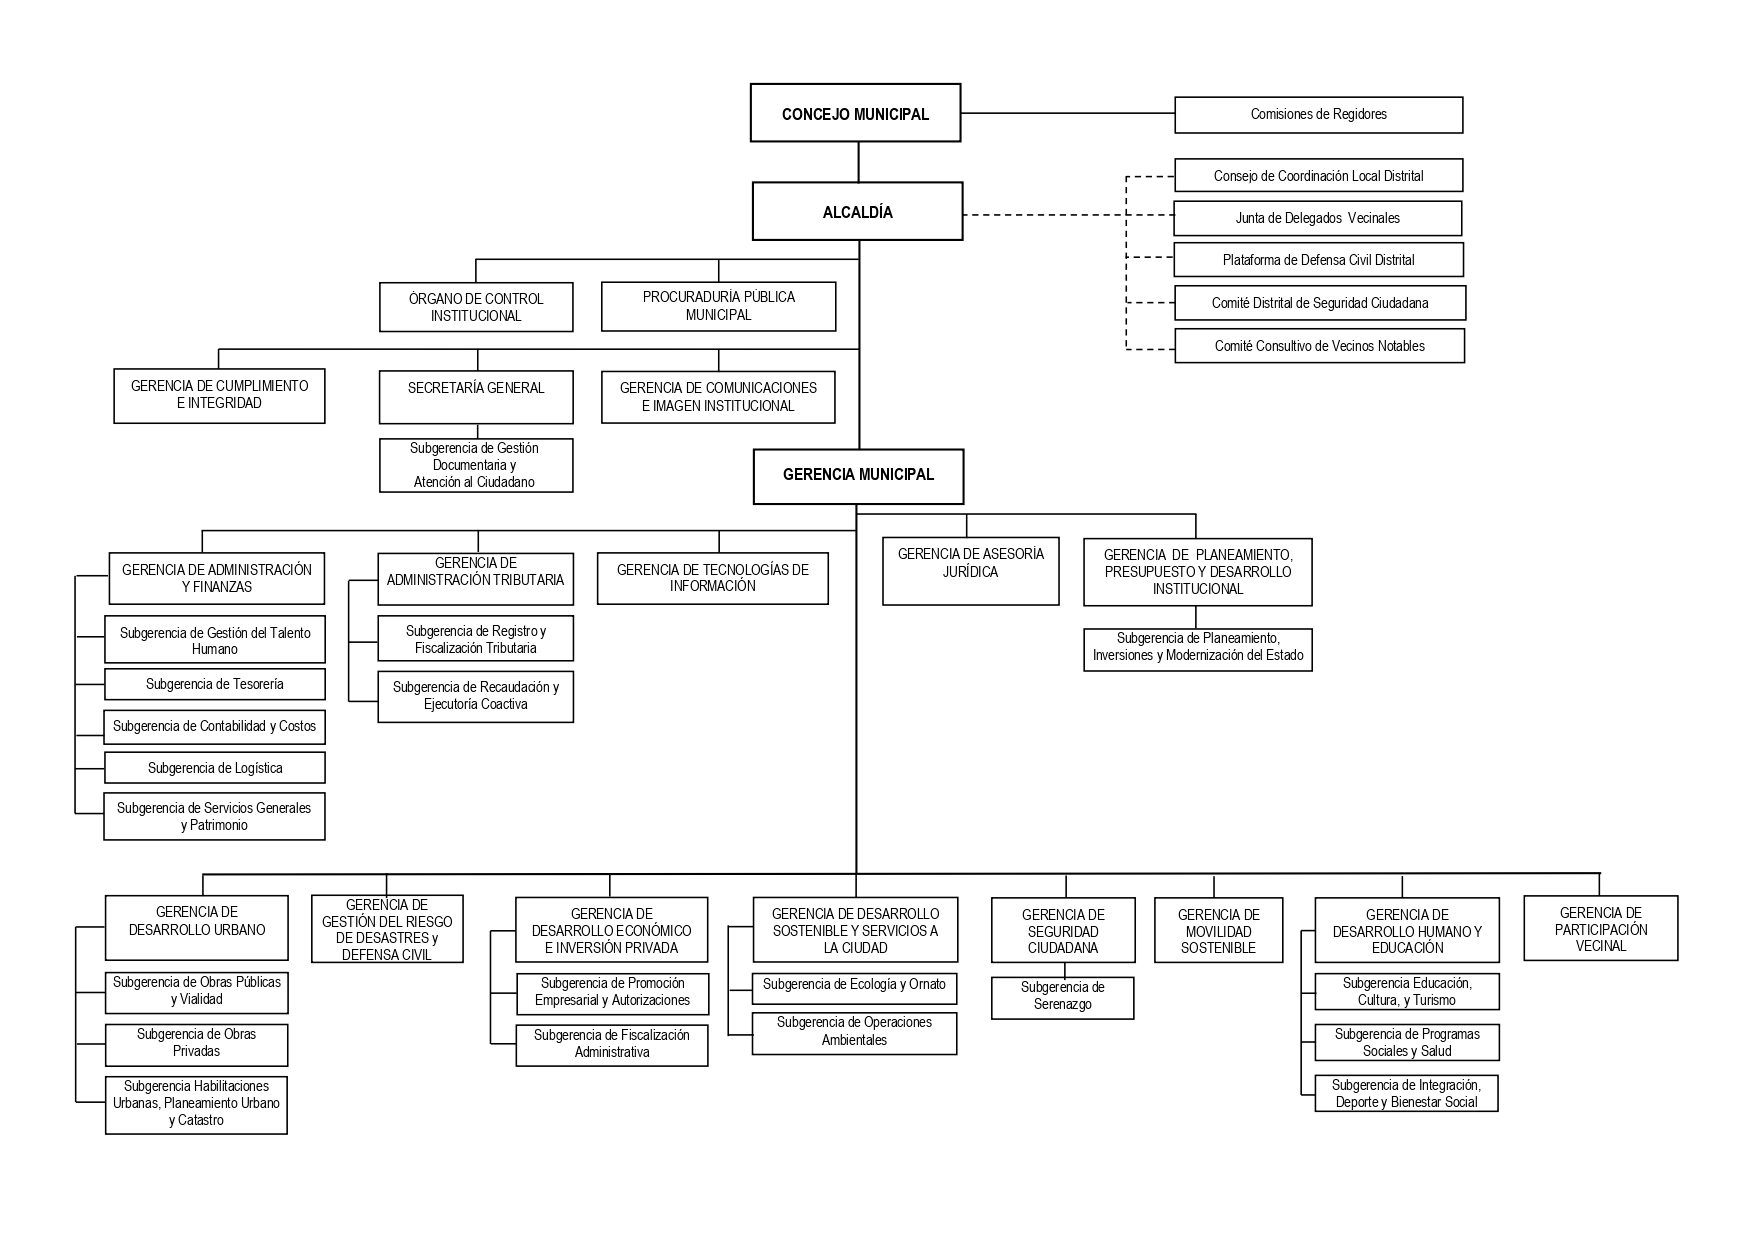 CONCEJO MUNICIPAL
Comisiones de Regidores
ALCALDÍA
Consejo de Coordinación Local Distrital
Junta de Delegados Vecinales
Plataforma de Defensa Civil Distrital
Comité Distrital de Seguridad Ciudadana
Comité Consultivo de Vecinos Notables
ÓRGANO DE CONTROL
INSTITUCIONAL
PROCURADURÍA PÚBLICA
MUNICIPAL
GERENCIA DE CUMPLIMIENTO
E INTEGRIDAD
SECRETARÍA GENERAL
GERENCIA DE COMUNICACIONES
E IMAGEN INSTITUCIONAL
Subgerencia de Gestión
Documentaria y
Atención al Ciudadano
GERENCIA MUNICIPAL
GERENCIA DE ADMINISTRACIÓN
Y FINANZAS
Subgerencia de Gestión del Talento
Humano
Subgerencia de Tesorería
Subgerencia de Contabilidad y Costos
Subgerencia de Logística
Subgerencia de Servicios Generales
y Patrimonio
GERENCIA DE
ADMINISTRACIÓN TRIBUTARIA
Subgerencia de Registro y
Fiscalización Tributaria
Subgerencia de Recaudación y
Ejecutoría Coactiva
GERENCIA DE TECNOLOGÍAS DE
INFORMACIÓN
GERENCIA DE ASESORÍA
JURÍDICA
GERENCIA DE PLANEAMIENTO,
PRESUPUESTO Y DESARROLLO
INSTITUCIONAL
Subgerencia de Planeamiento,
Inversiones y Modernización del Estado
GERENCIA DE
DESARROLLO URBANO
Subgerencia de Obras Públicas
y Vialidad
Subgerencia de Obras
Privadas
Subgerencia Habilitaciones
Urbanas, Planeamiento Urbano
y Catastro
GERENCIA DE
GESTIÓN DEL RIESGO
DE DESASTRES y
DEFENSA CIVIL
GERENCIA DE
DESARROLLO ECONÓMICO
E INVERSIÓN PRIVADA
Subgerencia de Promoción
Empresarial y Autorizaciones
Subgerencia de Fiscalización
Administrativa
GERENCIA DE DESARROLLO
SOSTENIBLE Y SERVICIOS A
LA CIUDAD
Subgerencia de Ecología y Ornato
Subgerencia de Operaciones
Ambientales
GERENCIA DE
SEGURIDAD
CIUDADANA
Subgerencia de
Serenazgo
GERENCIA DE
MOVILIDAD
SOSTENIBLE
GERENCIA DE
DESARROLLO HUMANO Y
EDUCACIÓN
Subgerencia Educación,
Cultura, y Turismo
Subgerencia de Programas
Sociales y Salud
Subgerencia de Integración,
Deporte y Bienestar Social
GERENCIA DE
PARTICIPACIÓN
VECINAL